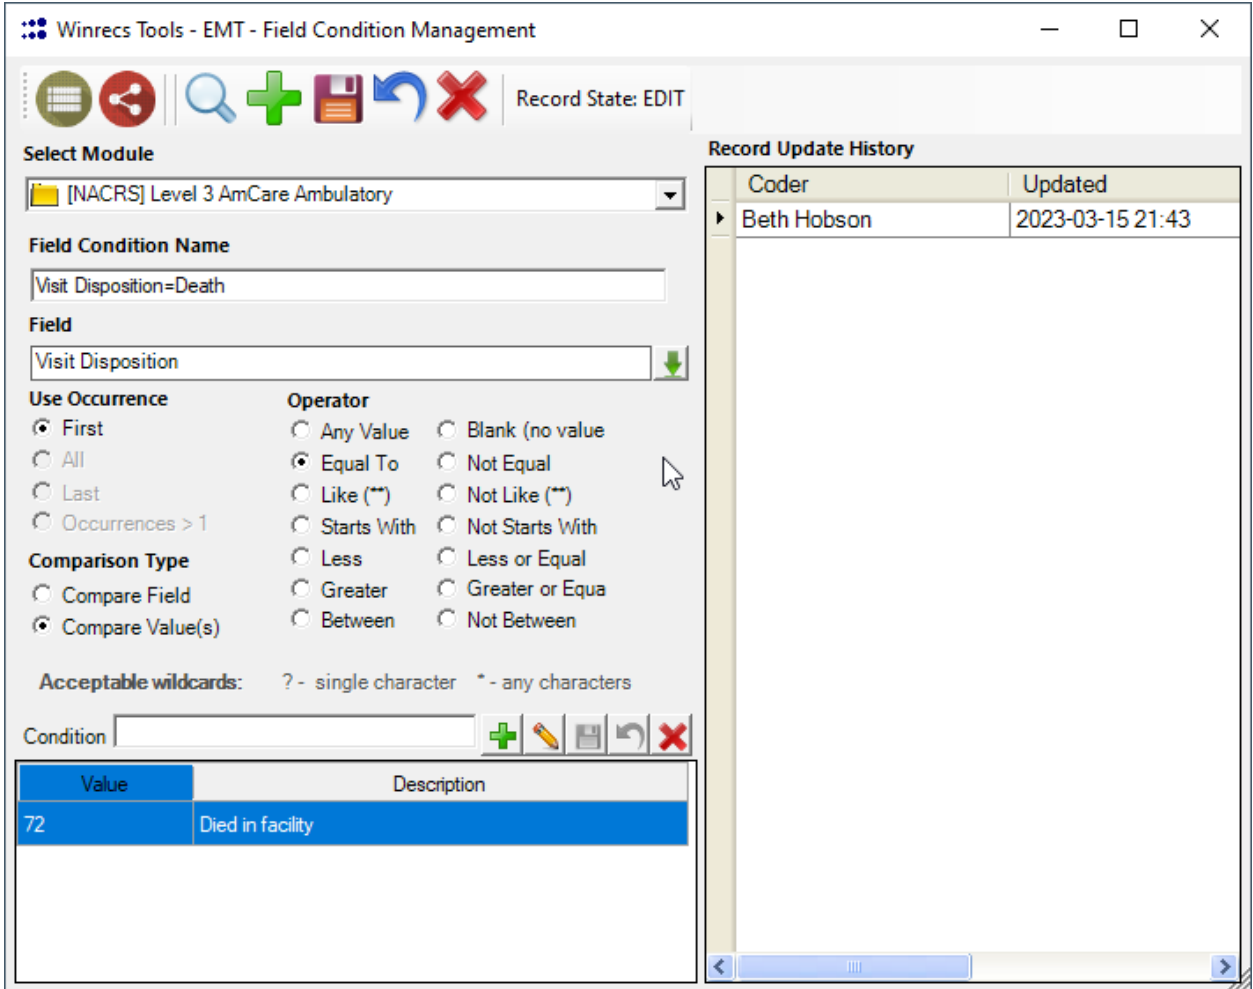 Winrecs Tools - EMT - Field Condition Management
Record State: EDIT
Select Module
[NACRS] Level 3 AmCare Ambulatory
Field Condition Name
Visit Disposition=Death
Field
Visit Disposition
Use Occurrence
First
All
Last
Occurrences > 1
Comparison Type
Compare Field
Compare Value(s)
Operator
Any Value
Blank (no value
Equal To
Not Equal
Like (**)
Not Like (**)
Starts With
Not Starts With
Less
Less or Equal
Greater
Greater or Equa
Between
Not Between
Acceptable wildcards: ? - single character * - any characters
Condition
Value Description
72 Died in facility
Record Update History
Coder Updated
Beth Hobson 2023-03-15 21:43